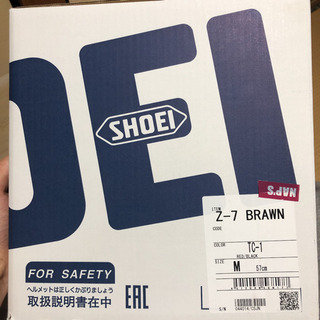 OEI
SHOEI
NAP'S
ITEM
Z-7 BRAWN
CODE
COLOR
TC-1
RED/BLACK
SIZE
M 57cm
FOR SAFETY
ヘルメットは正しくかぶりましょう
取扱説明書在中
EAC
L